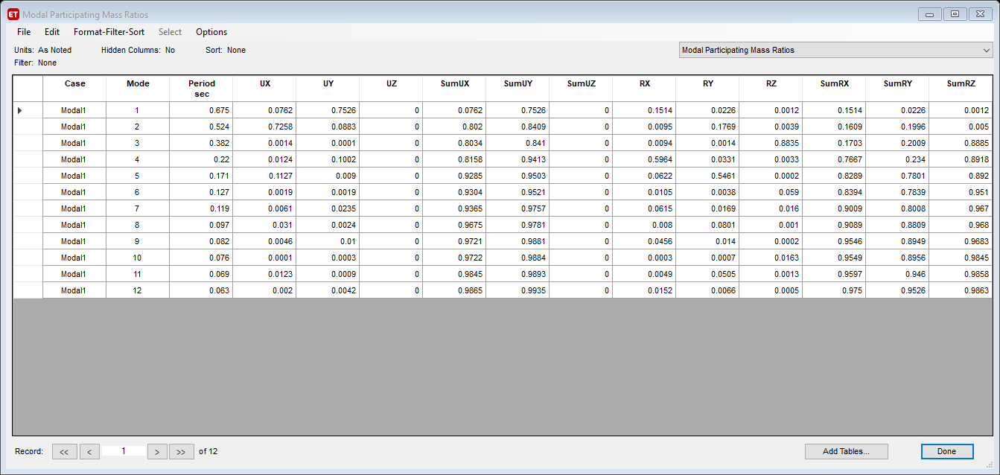 ET Modal Participating Mass Ratios
File Edit Format-Filter-Sort Select Options
Units: As Noted Hidden Columns: No Sort: None Modal Participating Mass Ratios
Filter: None
Case Mode Period UX UY UZ SumUX SumUY SumUZ RX RY RZ SumRX SumRY SumRZ
sec
Modal1 1 0.675 0.0762 0.7526 0 0.0762 0.7526 0 0.1514 0.0226 0.0012 0.1514 0.0226 0.0012
Modal1 2 0.524 0.7258 0.0883 0 0.802 0.8409 0 0.0095 0.1769 0.0039 0.1609 0.1996 0.005
Modal1 3 0.382 0.0014 0.0001 0 0.8034 0.841 0 0.0094 0.0014 0.8835 0.1703 0.2009 0.8885
Modal1 4 0.22 0.0124 0.1002 0 0.8158 0.9413 0 0.5964 0.0331 0.0033 0.7667 0.234 0.8918
Modal1 5 0.171 0.1127 0.009 0 0.9285 0.9503 0 0.0622 0.5461 0.0002 0.8289 0.7801 0.892
Modal1 6 0.127 0.0019 0.0019 0 0.9304 0.9521 0 0.0105 0.0038 0.059 0.8394 0.7839 0.951
Modal1 7 0.119 0.0061 0.0235 0 0.9365 0.9757 0 0.0615 0.0169 0.016 0.9009 0.8008 0.967
Modal1 8 0.097 0.031 0.0024 0 0.9675 0.9781 0 0.008 0.0801 0.001 0.9089 0.8809 0.968
Modal1 9 0.082 0.0046 0.01 0 0.9721 0.9881 0 0.0456 0.014 0.0002 0.9546 0.8949 0.9683
Modal1 10 0.076 0.0001 0.0003 0 0.9722 0.9884 0 0.0003 0.0007 0.0163 0.9549 0.8956 0.9845
Modal1 11 0.069 0.0123 0.0009 0 0.9845 0.9893 0 0.0049 0.0505 0.0013 0.9597 0.946 0.9858
Modal1 12 0.063 0.002 0.0042 0 0.9865 0.9935 0 0.0152 0.0066 0.0005 0.975 0.9526 0.9863
Record: << < 1 > >> of 12 Add Tables... Done